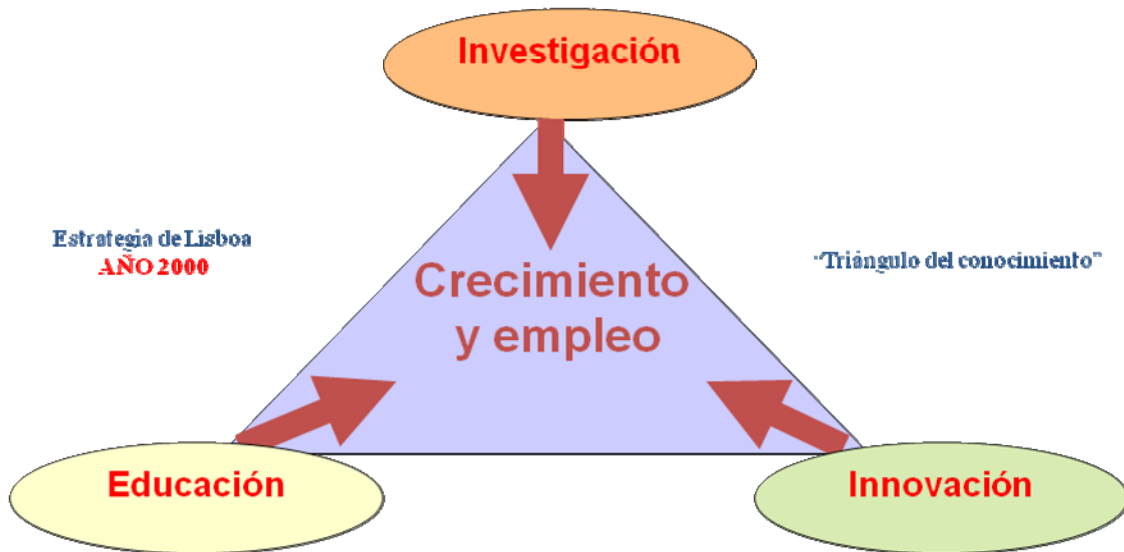 Investigación
Estrategia de Lisboa
AÑO 2000
"Triángulo del conocimiento"
Crecimiento
y empleo
Educación
Innovación